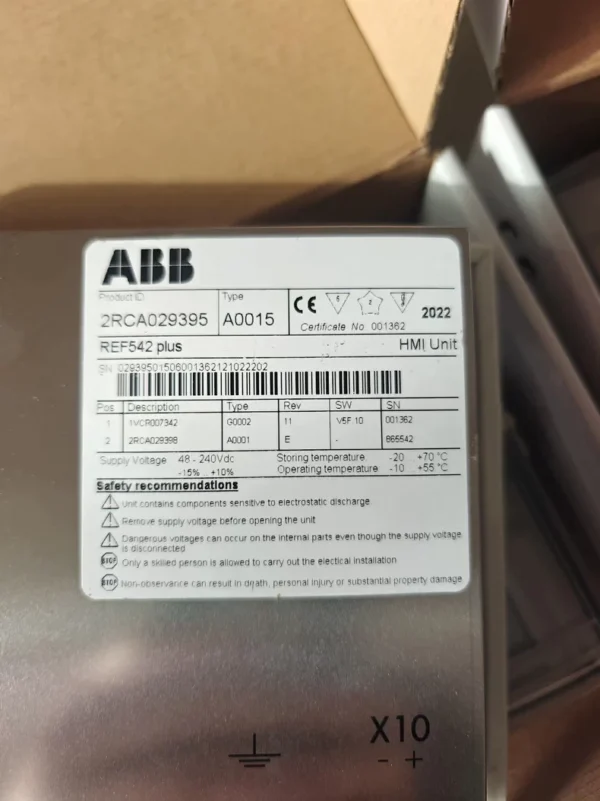 ABB
Product ID
2RCA029395
Type
A0015
CE
Certificate No 001362
2022
REF542 plus
HMI Unit
SN 02939501506001362121022202
Pos Description Type Rev SW SN
1 1VCR007342 G0002 11 V5F 10 001362
2 2RCA029398 A0001 E - 865542
Supply Voltage 48 - 240Vdc Storing temperature -20 .. +70°C
-15% .. +10% Operating temperature -10 .. +55°C
Safety recommendations
Unit contains components sensitive to electrostatic discharge
Remove supply voltage before opening the unit
Dangerous voltages can occur on the internal parts even though the supply voltage
is disconnected
STOP Only a skilled person is allowed to carry out the electical installation
STOP Non-observance can result in death, personal injury or substantial property damage
X10
- +